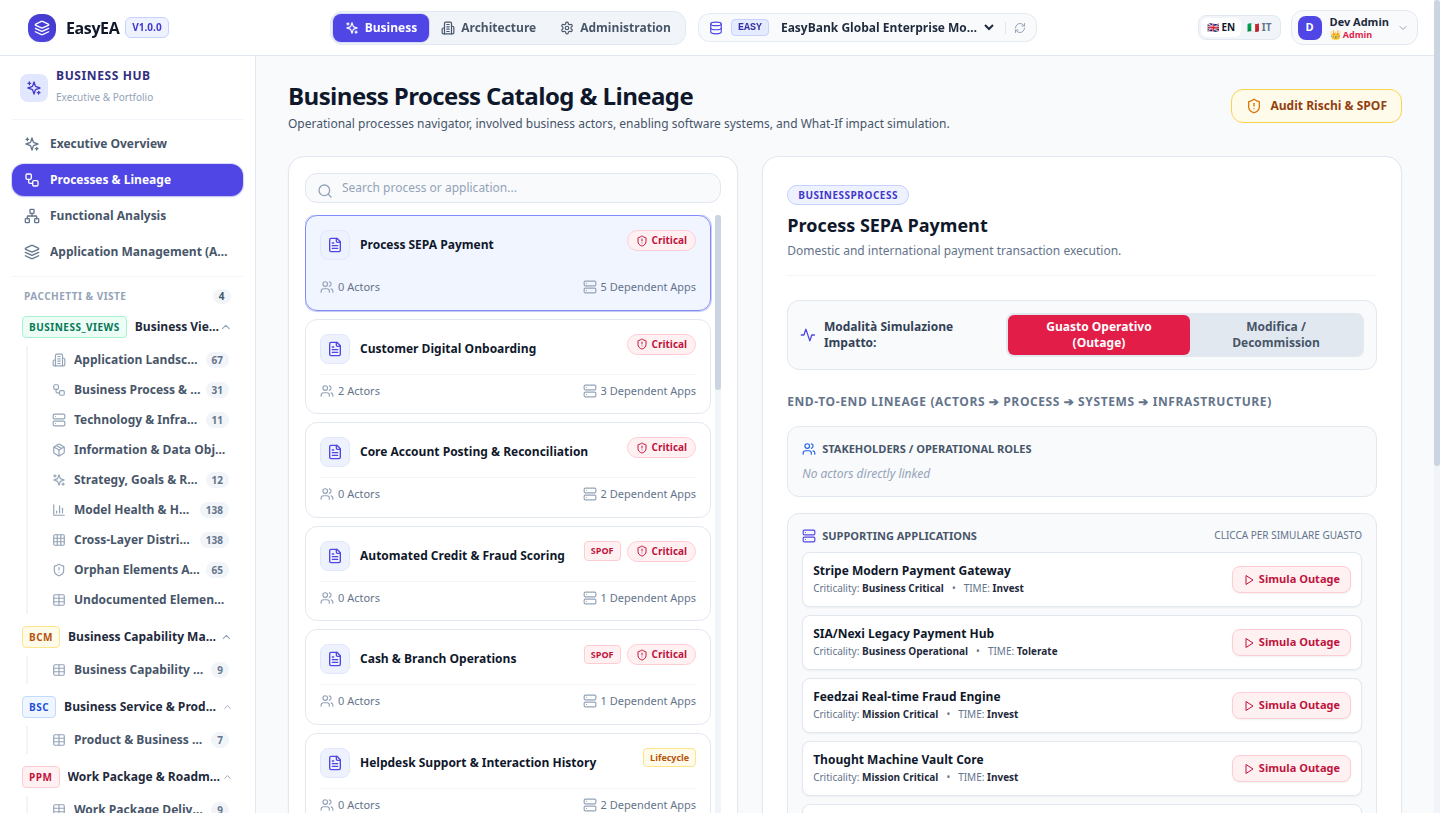 EasyEA
V1.0.0
Business
Architecture
Administration
EASY
EasyBank Global Enterprise Mo...
🇬🇧 EN
🇮🇹 IT
D
Dev Admin
👑 Admin
BUSINESS HUB
Executive & Portfolio
Executive Overview
Processes & Lineage
Functional Analysis
Application Management (A...
PACCHETTI & VISTE
4
BUSINESS_VIEWS
Business Vie...
Application Landsc...
67
Business Process & ...
31
Technology & Infra...
11
Information & Data Obj...
Strategy, Goals & R...
12
Model Health & H...
138
Cross-Layer Distri...
138
Orphan Elements A...
65
Undocumented Elemen...
BCM
Business Capability Ma...
Business Capability ...
9
BSC
Business Service & Prod...
Product & Business ...
7
PPM
Work Package & Roadm...
Work Package Deliv...
9
Business Process Catalog & Lineage
Operational processes navigator, involved business actors, enabling software systems, and What-If impact simulation.
Audit Rischi & SPOF
Search process or application...
Process SEPA Payment
Critical
0 Actors
5 Dependent Apps
Customer Digital Onboarding
Critical
2 Actors
3 Dependent Apps
Core Account Posting & Reconciliation
Critical
0 Actors
2 Dependent Apps
Automated Credit & Fraud Scoring
SPOF
Critical
0 Actors
1 Dependent Apps
Cash & Branch Operations
SPOF
Critical
0 Actors
1 Dependent Apps
Helpdesk Support & Interaction History
Lifecycle
0 Actors
2 Dependent Apps
BUSINESSPROCESS
Process SEPA Payment
Domestic and international payment transaction execution.
Modalità Simulazione
Impatto:
Guasto Operativo
(Outage)
Modifica /
Decommission
END-TO-END LINEAGE (ACTORS ➔ PROCESS ➔ SYSTEMS ➔ INFRASTRUCTURE)
STAKEHOLDERS / OPERATIONAL ROLES
No actors directly linked
SUPPORTING APPLICATIONS
CLICCA PER SIMULARE GUASTO
Stripe Modern Payment Gateway
Criticality: Business Critical • TIME: Invest
Simula Outage
SIA/Nexi Legacy Payment Hub
Criticality: Business Operational • TIME: Tolerate
Simula Outage
Feedzai Real-time Fraud Engine
Criticality: Mission Critical • TIME: Invest
Simula Outage
Thought Machine Vault Core
Criticality: Mission Critical • TIME: Invest
Simula Outage